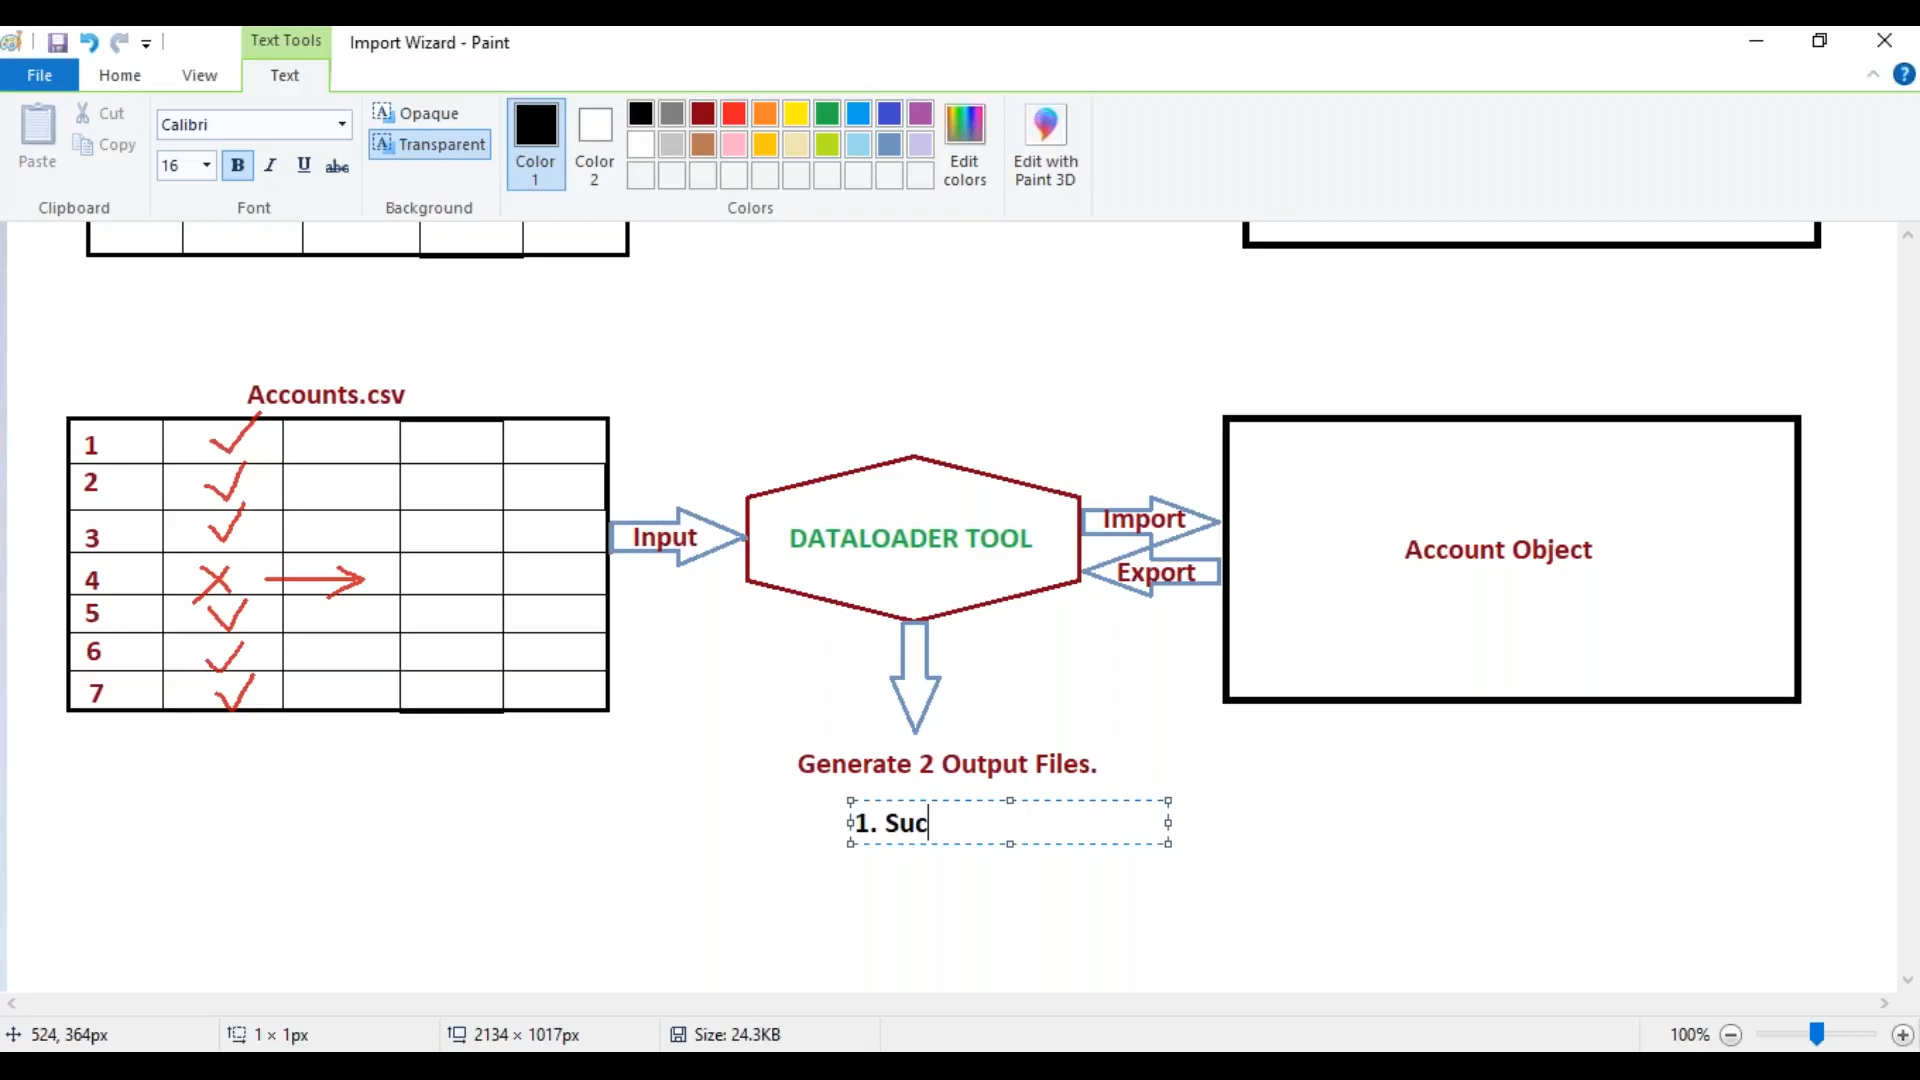 Text Tools
Import Wizard - Paint
File
Home
View
Text
Paste
Cut
Copy
Clipboard
Calibri
16
B
I
U
abc
Font
Opaque
Transparent
Background
Color 1
Color 2
Edit colors
Colors
Edit with Paint 3D
Accounts.csv
1
2
3
4
5
6
7
Input
DATALOADER TOOL
Import
Export
Account Object
Generate 2 Output Files.
1. Suc
524, 364px
1 × 1px
2134 × 1017px
Size: 24.3KB
100%